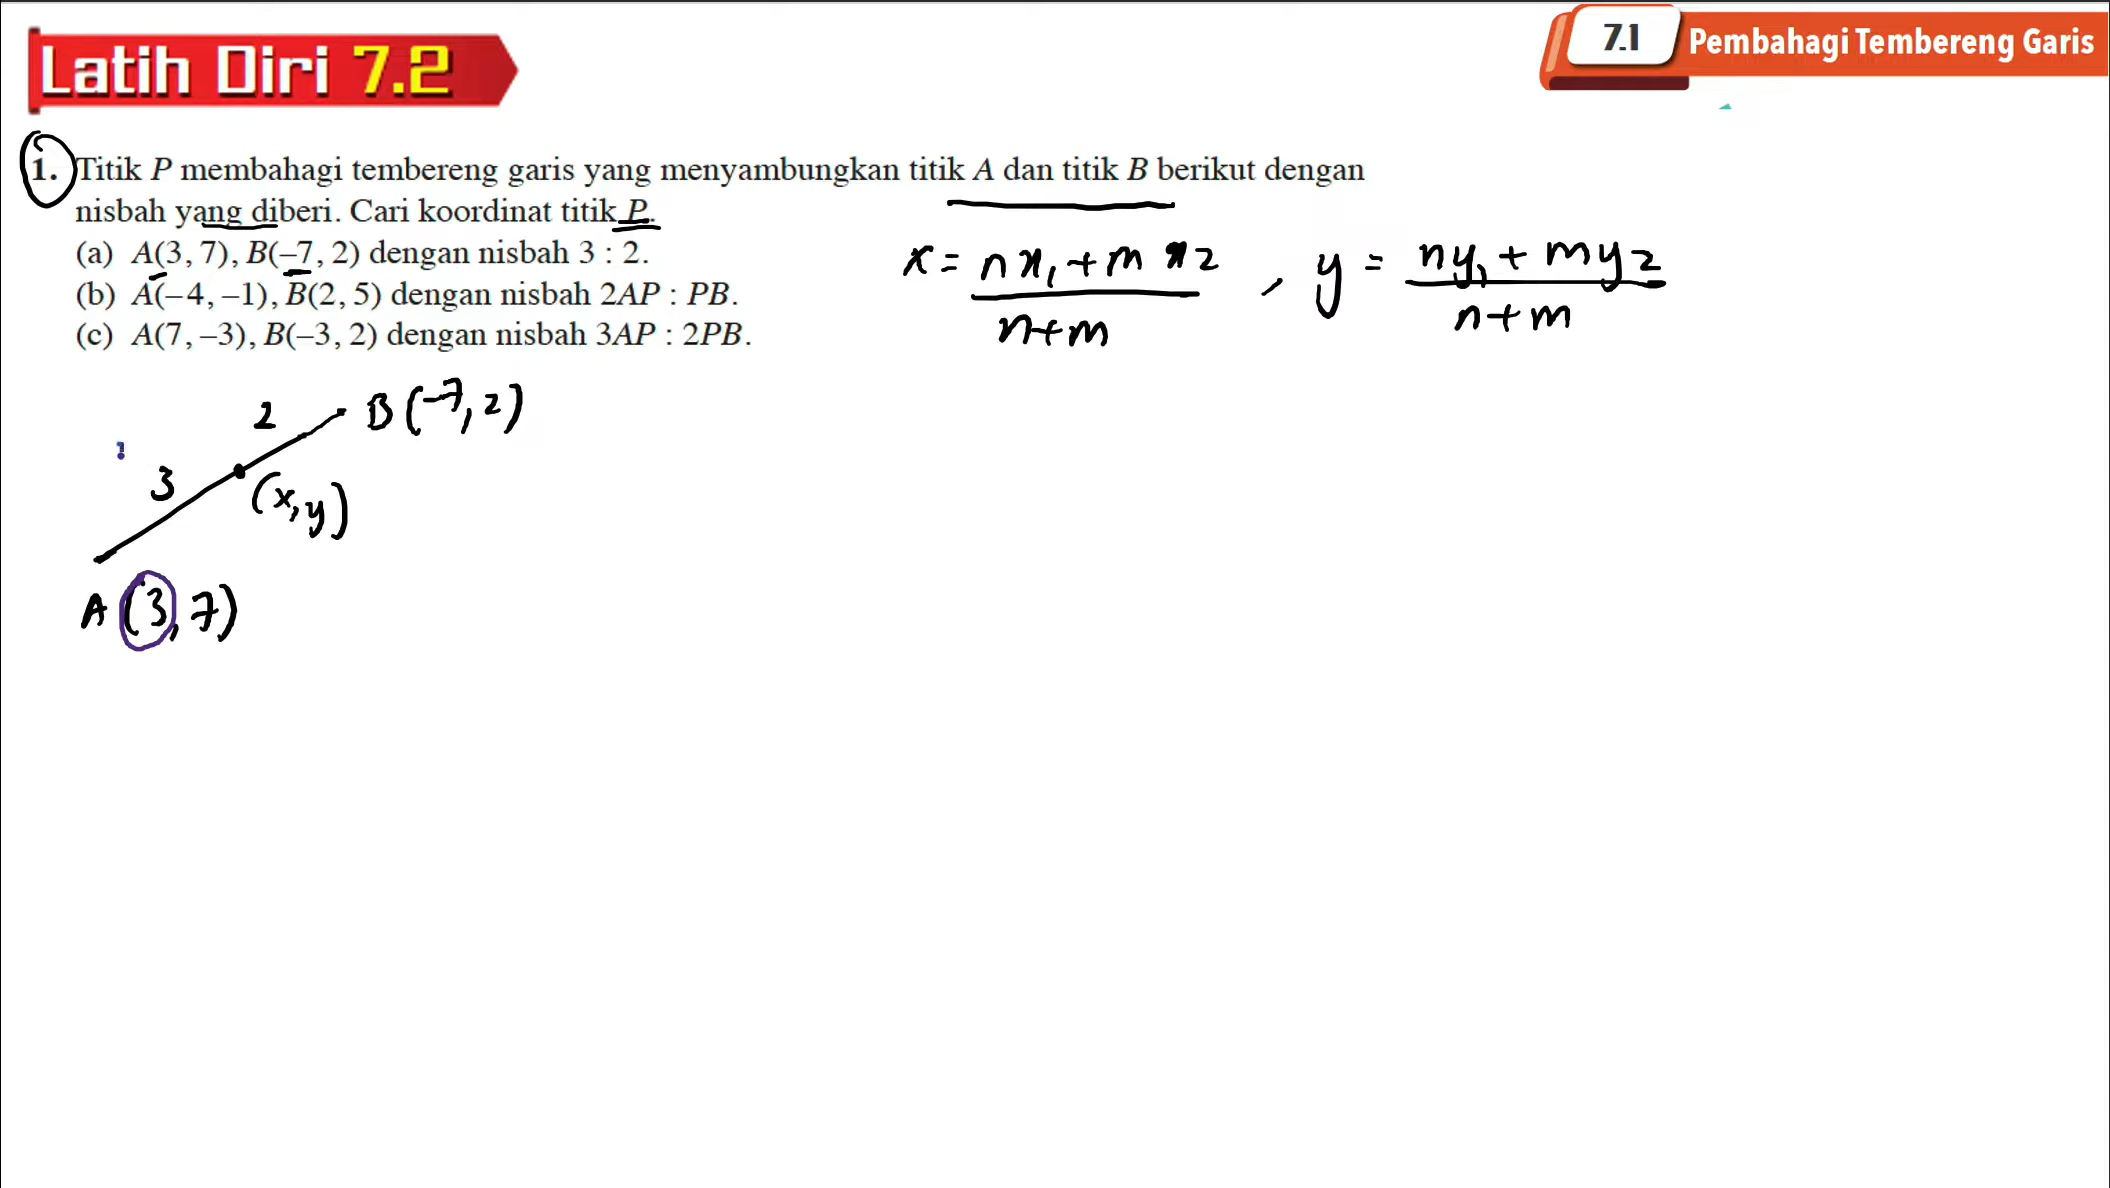 Latih Diri 7.2
7.1 Pembahagi Tembereng Garis
1. Titik P membahagi tembereng garis yang menyambungkan titik A dan titik B berikut dengan
nisbah yang diberi. Cari koordinat titik P.
(a) A(3, 7), B(–7, 2) dengan nisbah 3 : 2.
(b) A(–4, –1), B(2, 5) dengan nisbah 2AP : PB.
(c) A(7, –3), B(–3, 2) dengan nisbah 3AP : 2PB.
x = nx₁ + mx₂ , y = ny₁ + my₂
n+m n+m
2 B(-7, 2)
3 (x, y)
A(3, 7)